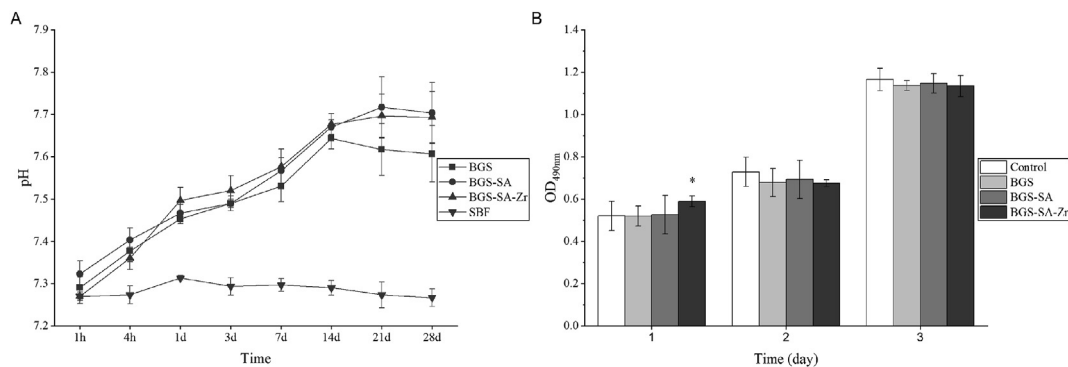 A
7.9
7.8
7.7
7.6
7.5
7.4
7.3
7.2
pH
1h 4h 1d 3d 7d 14d 21d 28d
Time
BGS
BGS-SA
BGS-SA-Zr
SBF
B
1.4
1.2
1.0
0.8
0.6
0.4
0.2
0.0
OD490nm
*
1 2 3
Time (day)
Control
BGS
BGS-SA
BGS-SA-Zr